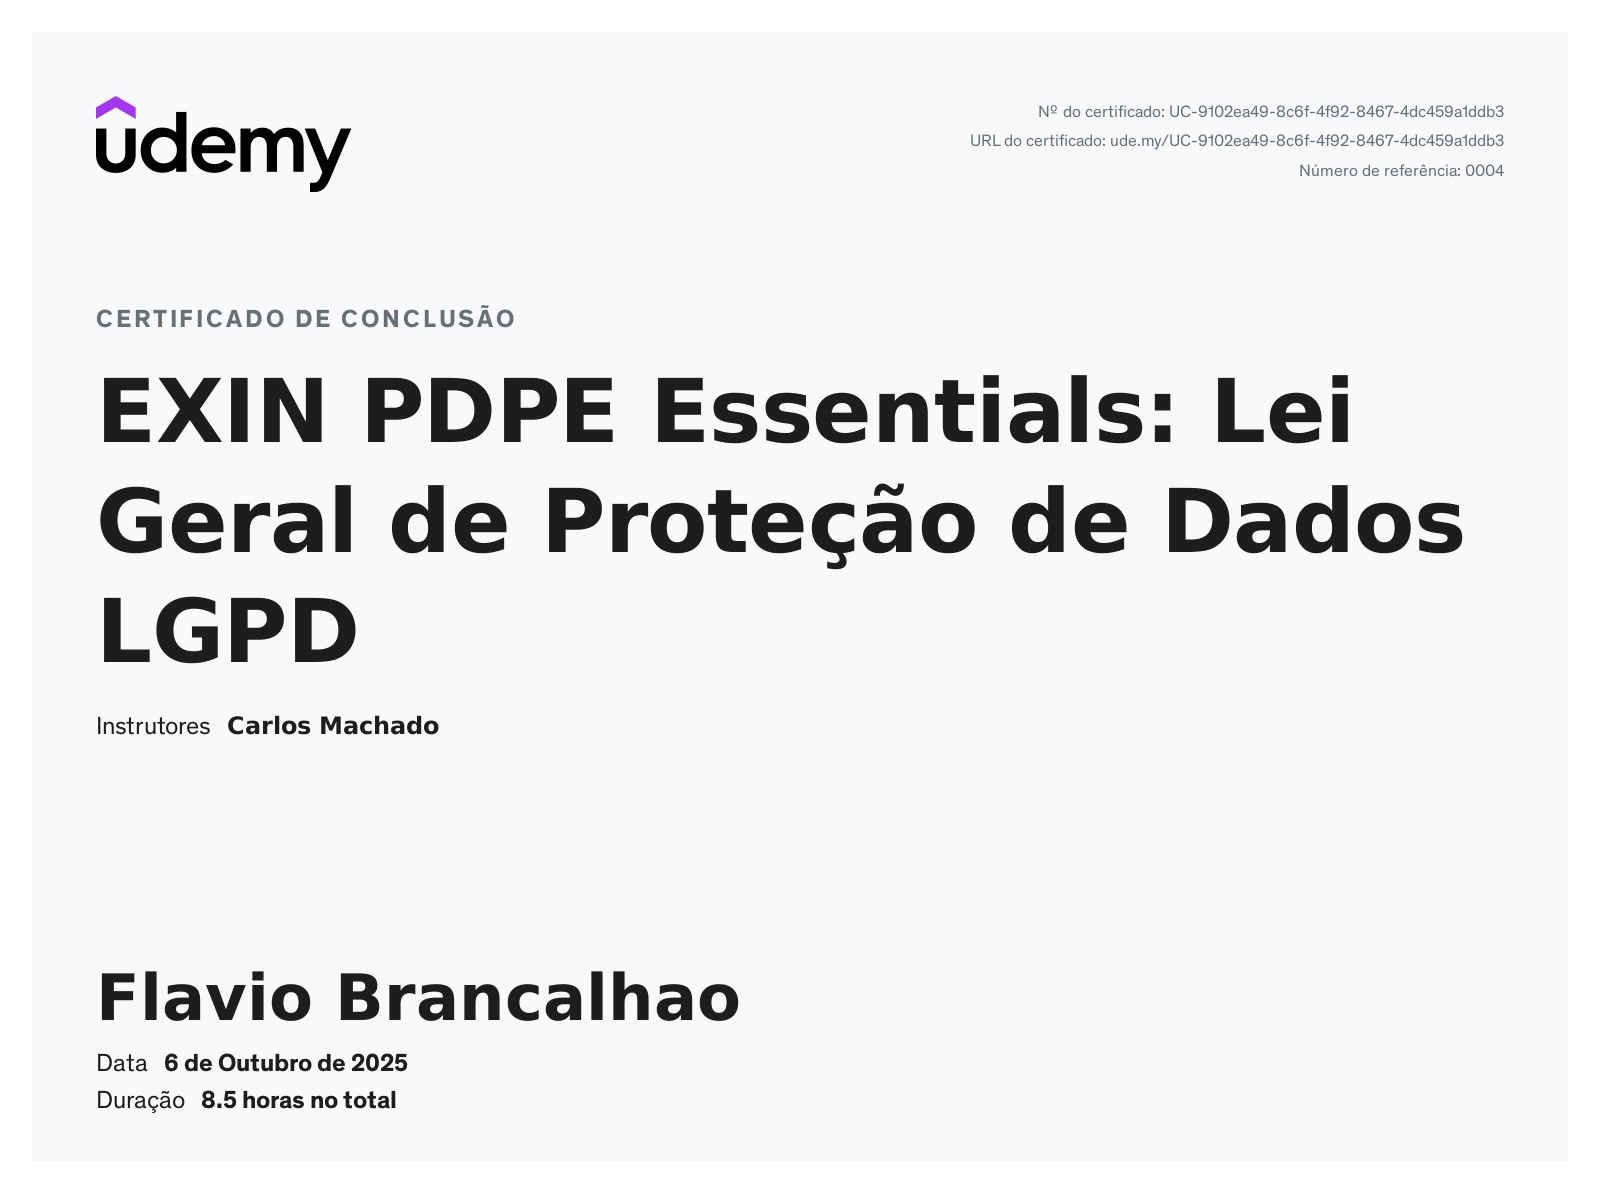 udemy
Nº do certificado: UC-9102ea49-8c6f-4f92-8467-4dc459a1ddb3
URL do certificado: ude.my/UC-9102ea49-8c6f-4f92-8467-4dc459a1ddb3
Número de referência: 0004
CERTIFICADO DE CONCLUSÃO
EXIN PDPE Essentials: Lei
Geral de Proteção de Dados
LGPD
Instrutores Carlos Machado
Flavio Brancalhao
Data 6 de Outubro de 2025
Duração 8.5 horas no total